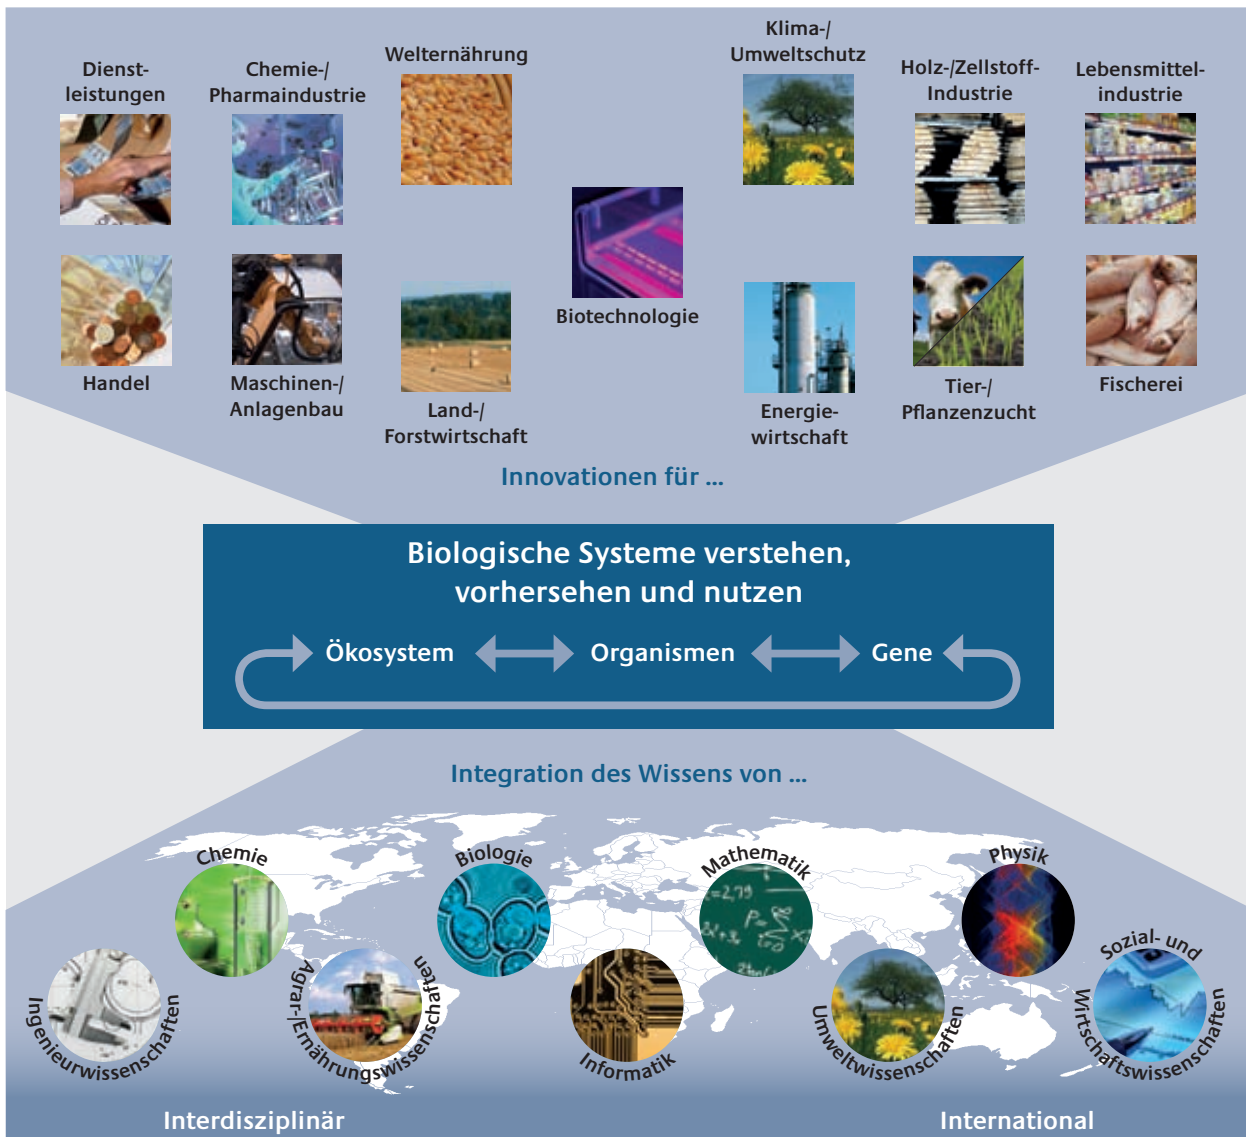 Dienst-
leistungen
Chemie-/
Pharmaindustrie
Welternährung
Klima-/
Umweltschutz
Holz-/Zellstoff-
Industrie
Lebensmittel-
industrie
Handel
Maschinen-/
Anlagenbau
Land-/
Forstwirtschaft
Biotechnologie
Energie-
wirtschaft
Tier-/
Pflanzenzucht
Fischerei
Innovationen für ...
Biologische Systeme verstehen,
vorhersehen und nutzen
Ökosystem
Organismen
Gene
Integration des Wissens von ...
Chemie
Biologie
Mathematik
Physik
Ingenieurwissenschaften
Agrar-/Ernährungswissenschaften
Informatik
Umweltwissenschaften
Sozial- und
Wirtschaftswissenschaften
Interdisziplinär
International